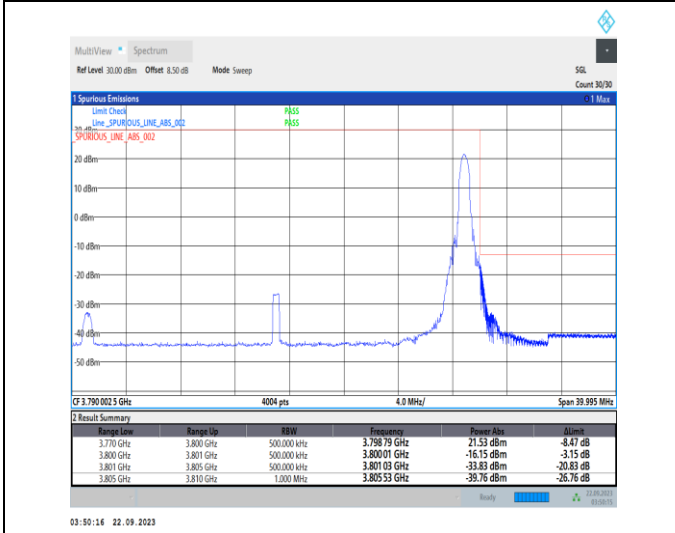 MultiView Spectrum
Ref Level 30.00 dBm Offset 8.50 dB Mode Sweep SGL
Count 30/30
1 Spurious Emissions 1 Max
Limit Check PASS
Line _SPURIOUS_LINE_ABS_002 PASS
_SPURIOUS_LINE_ABS_002
20 dBm
10 dBm
0 dBm
-10 dBm
-20 dBm
-30 dBm
-40 dBm
-50 dBm
CF 3.790 002 5 GHz 4004 pts 4.0 MHz/ Span 39.995 MHz
2 Result Summary
Range Low Range Up RBW Frequency Power Abs ΔLimit
3.770 GHz 3.800 GHz 500.000 kHz 3.798 79 GHz 21.53 dBm -8.47 dB
3.800 GHz 3.801 GHz 500.000 kHz 3.800 01 GHz -16.15 dBm -3.15 dB
3.801 GHz 3.805 GHz 500.000 kHz 3.801 03 GHz -33.83 dBm -20.83 dB
3.805 GHz 3.810 GHz 1.000 MHz 3.805 53 GHz -39.76 dBm -26.76 dB
Ready 22.09.2023
03:50:15
03:50:16 22.09.2023